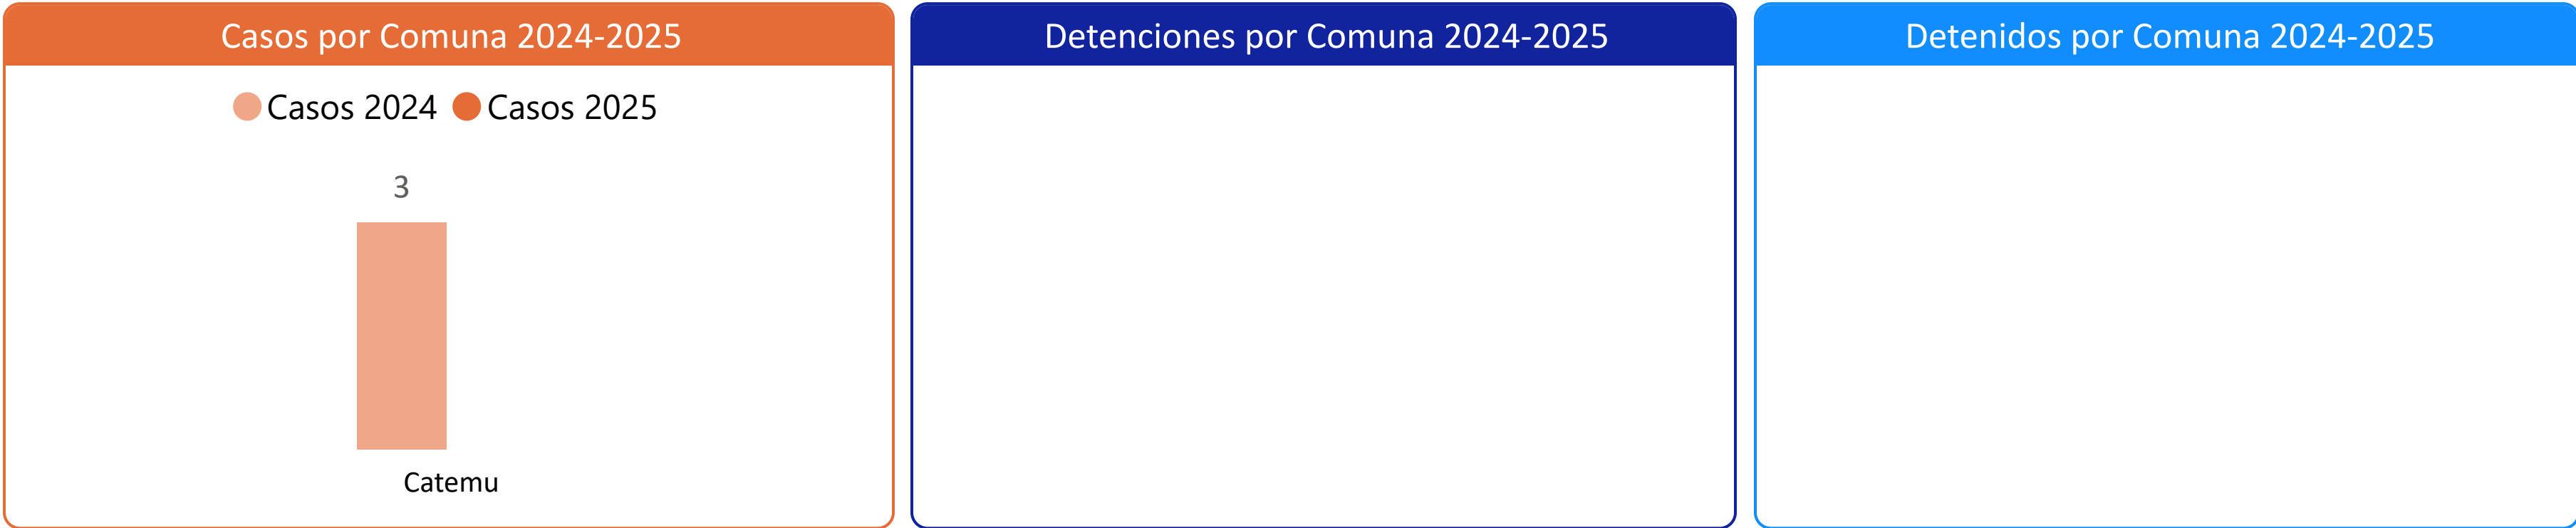 Casos por Comuna 2024-2025
Casos 2024 Casos 2025
3
Catemu
Detenciones por Comuna 2024-2025
Detenidos por Comuna 2024-2025